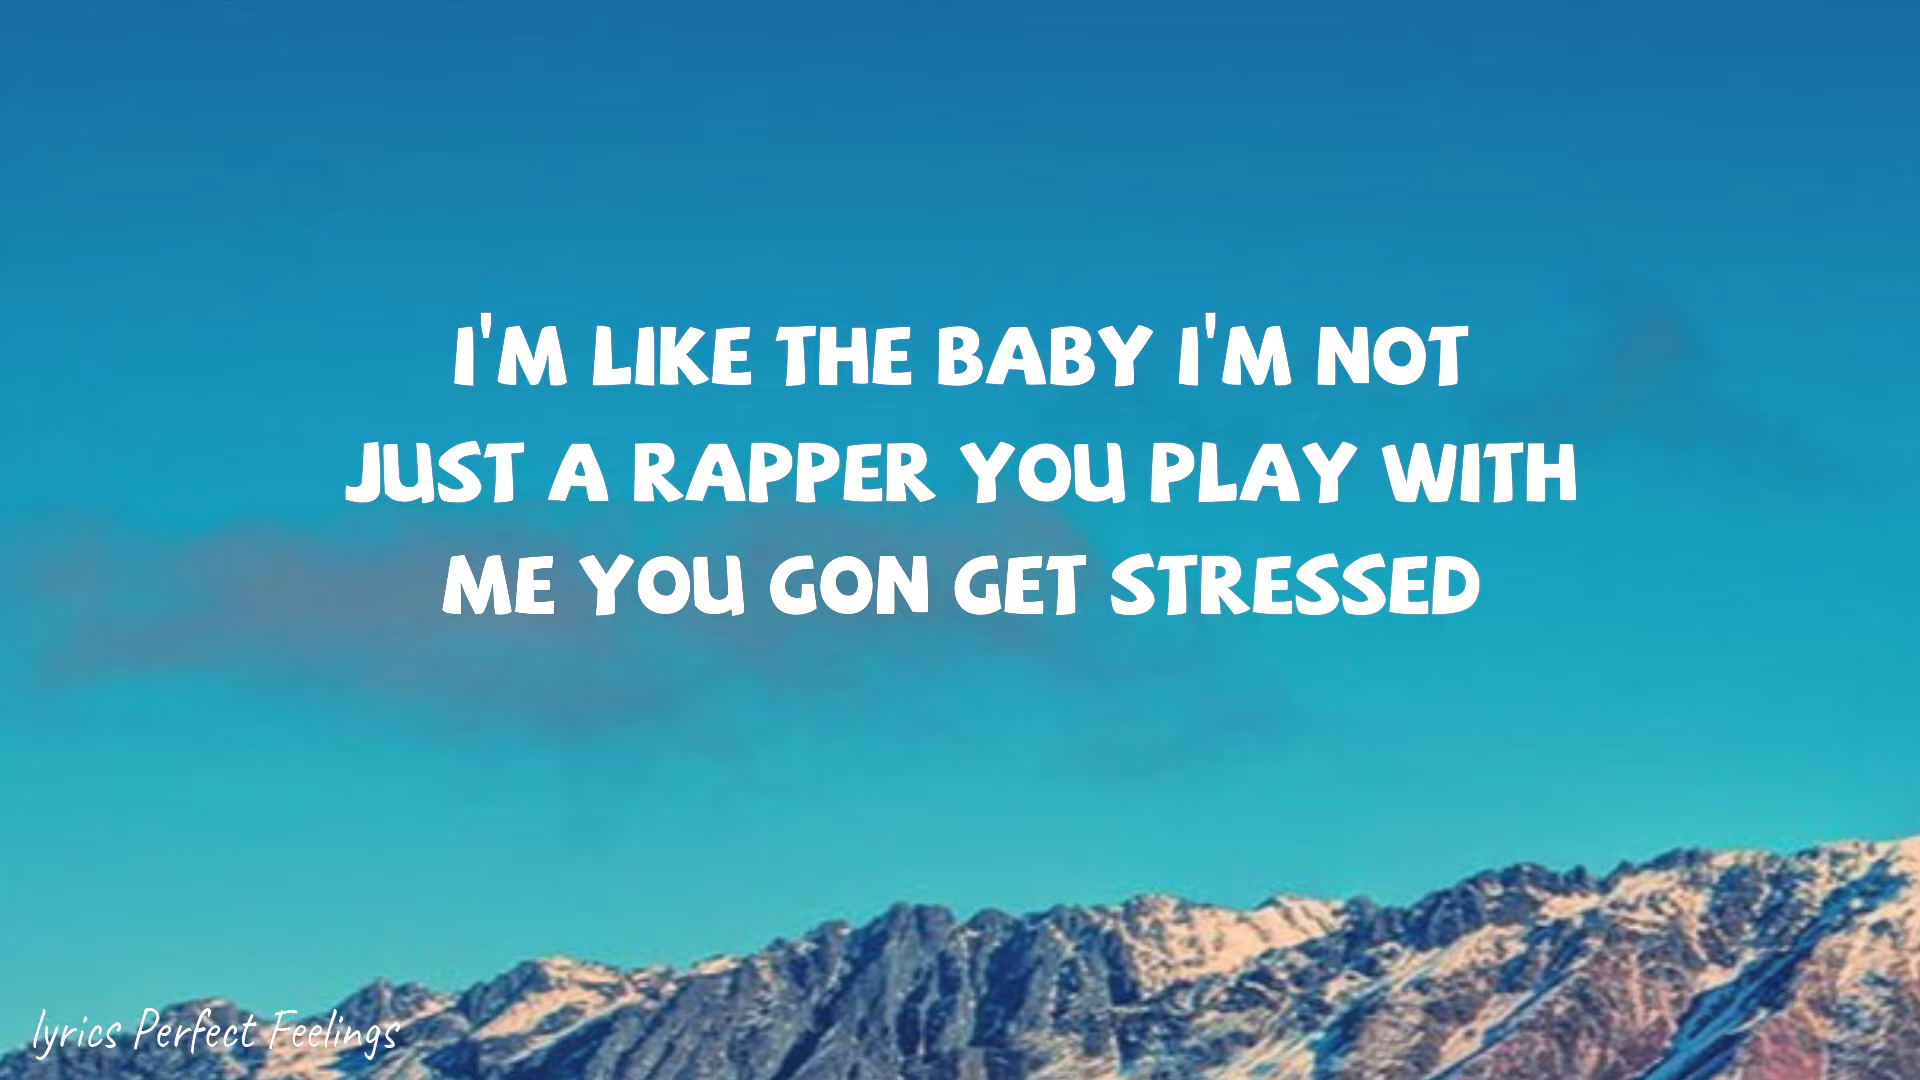 I'M LIKE THE BABY I'M NOT
JUST A RAPPER YOU PLAY WITH
ME YOU GON GET STRESSED
lyrics Perfect Feelings